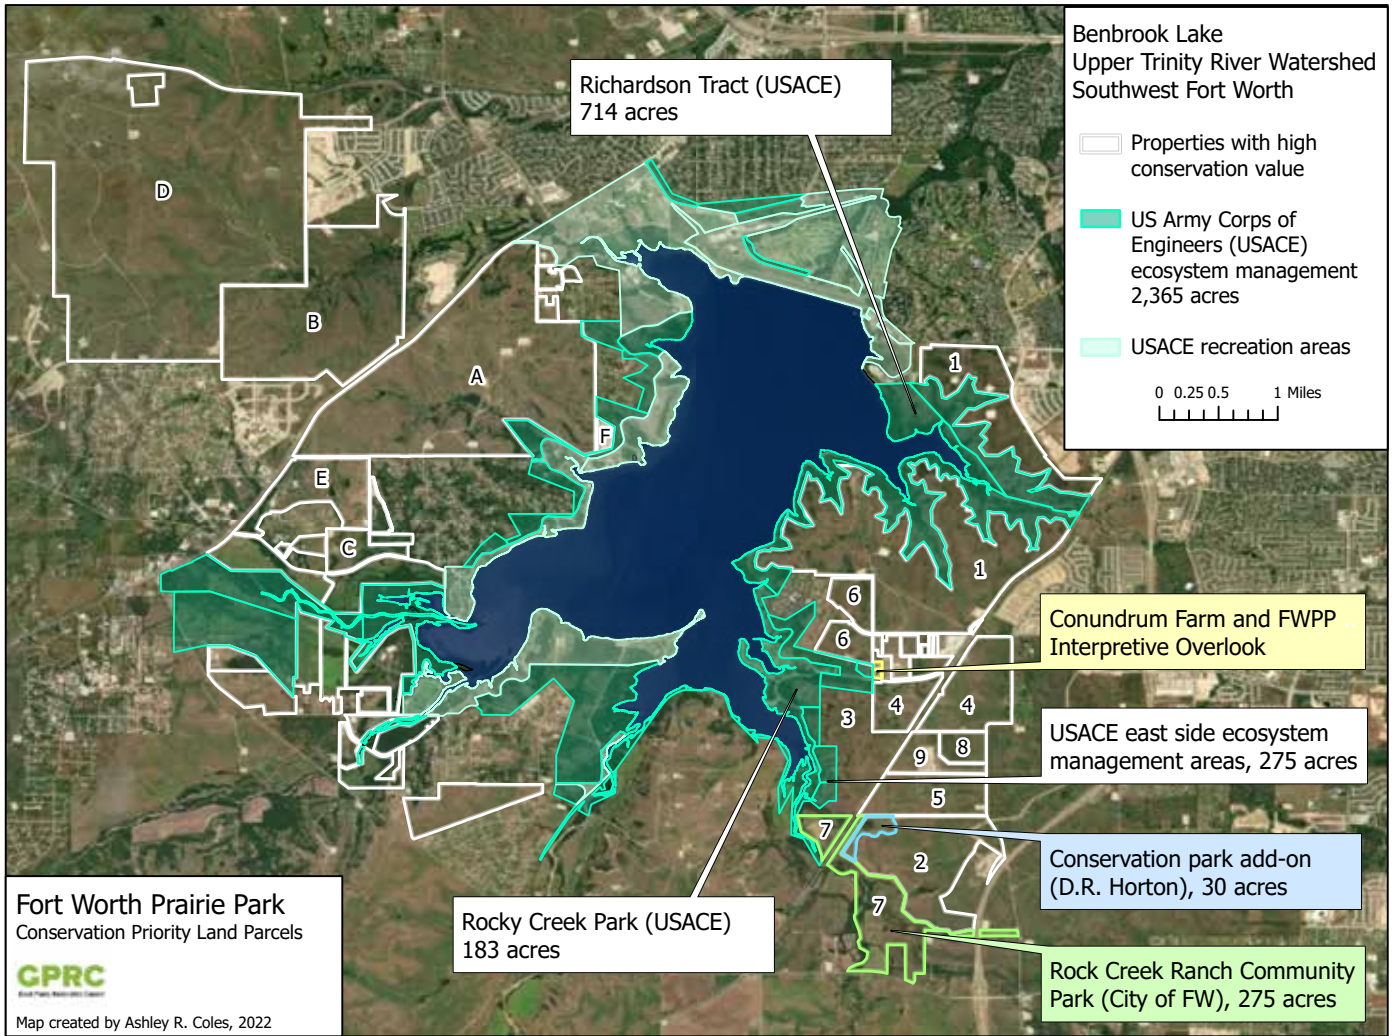 Benbrook Lake
Upper Trinity River Watershed
Southwest Fort Worth
Properties with high
conservation value
US Army Corps of
Engineers (USACE)
ecosystem management
2,365 acres
USACE recreation areas
0 0.25 0.5 1 Miles
Richardson Tract (USACE)
714 acres
D
B
A
F
E
C
1
1
6
6
3
4
4
9
8
5
7
2
7
Conundrum Farm and FWPP
Interpretive Overlook
USACE east side ecosystem
management areas, 275 acres
Conservation park add-on
(D.R. Horton), 30 acres
Rock Creek Ranch Community
Park (City of FW), 275 acres
Rocky Creek Park (USACE)
183 acres
Fort Worth Prairie Park
Conservation Priority Land Parcels
GPRC
Map created by Ashley R. Coles, 2022